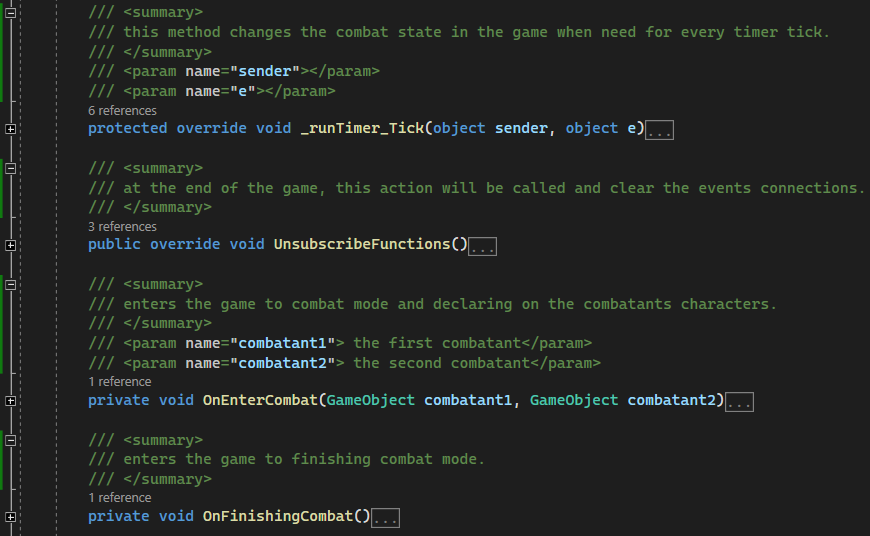 /// <summary>
/// this method changes the combat state in the game when need for every timer tick.
/// </summary>
/// <param name="sender"></param>
/// <param name="e"></param>
6 references
protected override void _runTimer_Tick(object sender, object e)...
/// <summary>
/// at the end of the game, this action will be called and clear the events connections.
/// </summary>
3 references
public override void UnsubscribeFunctions()...
/// <summary>
/// enters the game to combat mode and declaring on the combatants characters.
/// </summary>
/// <param name="combatant1"> the first combatant</param>
/// <param name="combatant2"> the second combatant</param>
1 reference
private void OnEnterCombat(GameObject combatant1, GameObject combatant2)...
/// <summary>
/// enters the game to finishing combat mode.
/// </summary>
1 reference
private void OnFinishingCombat()...